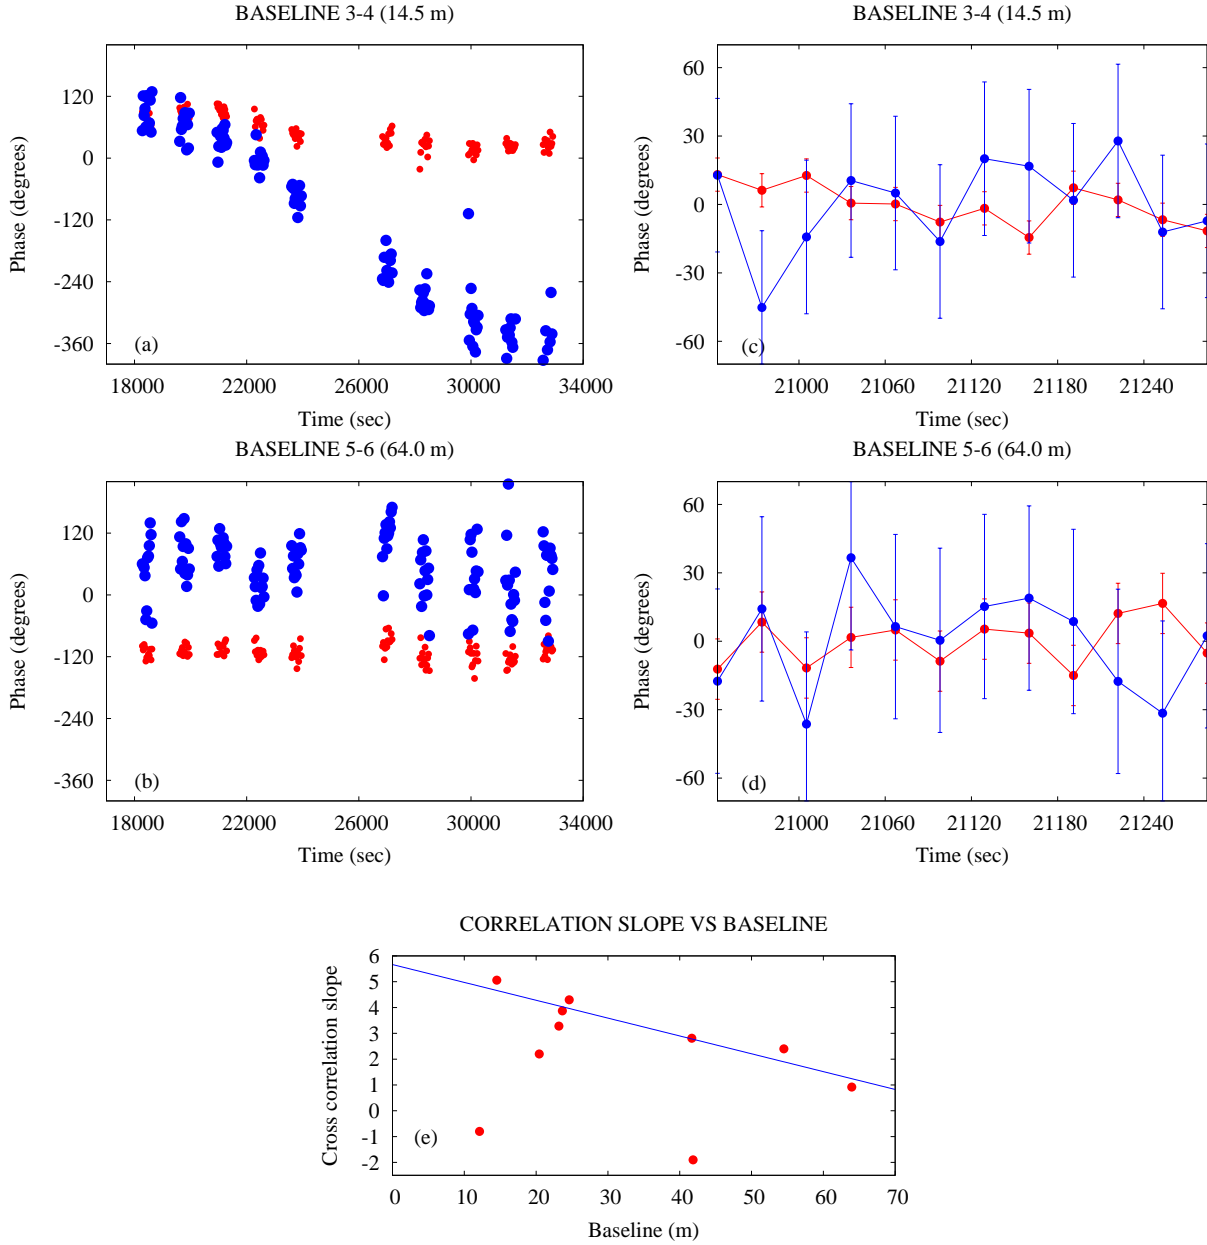 BASELINE 3-4 (14.5 m)
Phase (degrees)
120
0
-120
-240
-360
(a)
18000 22000 26000 30000 34000
Time (sec)
BASELINE 3-4 (14.5 m)
Phase (degrees)
60
30
0
-30
-60
(c)
21000 21060 21120 21180 21240
Time (sec)
BASELINE 5-6 (64.0 m)
Phase (degrees)
120
0
-120
-240
-360
(b)
18000 22000 26000 30000 34000
Time (sec)
BASELINE 5-6 (64.0 m)
Phase (degrees)
60
30
0
-30
-60
(d)
21000 21060 21120 21180 21240
Time (sec)
CORRELATION SLOPE VS BASELINE
Cross correlation slope
6
5
4
3
2
1
0
-1
-2
(e)
0 10 20 30 40 50 60 70
Baseline (m)